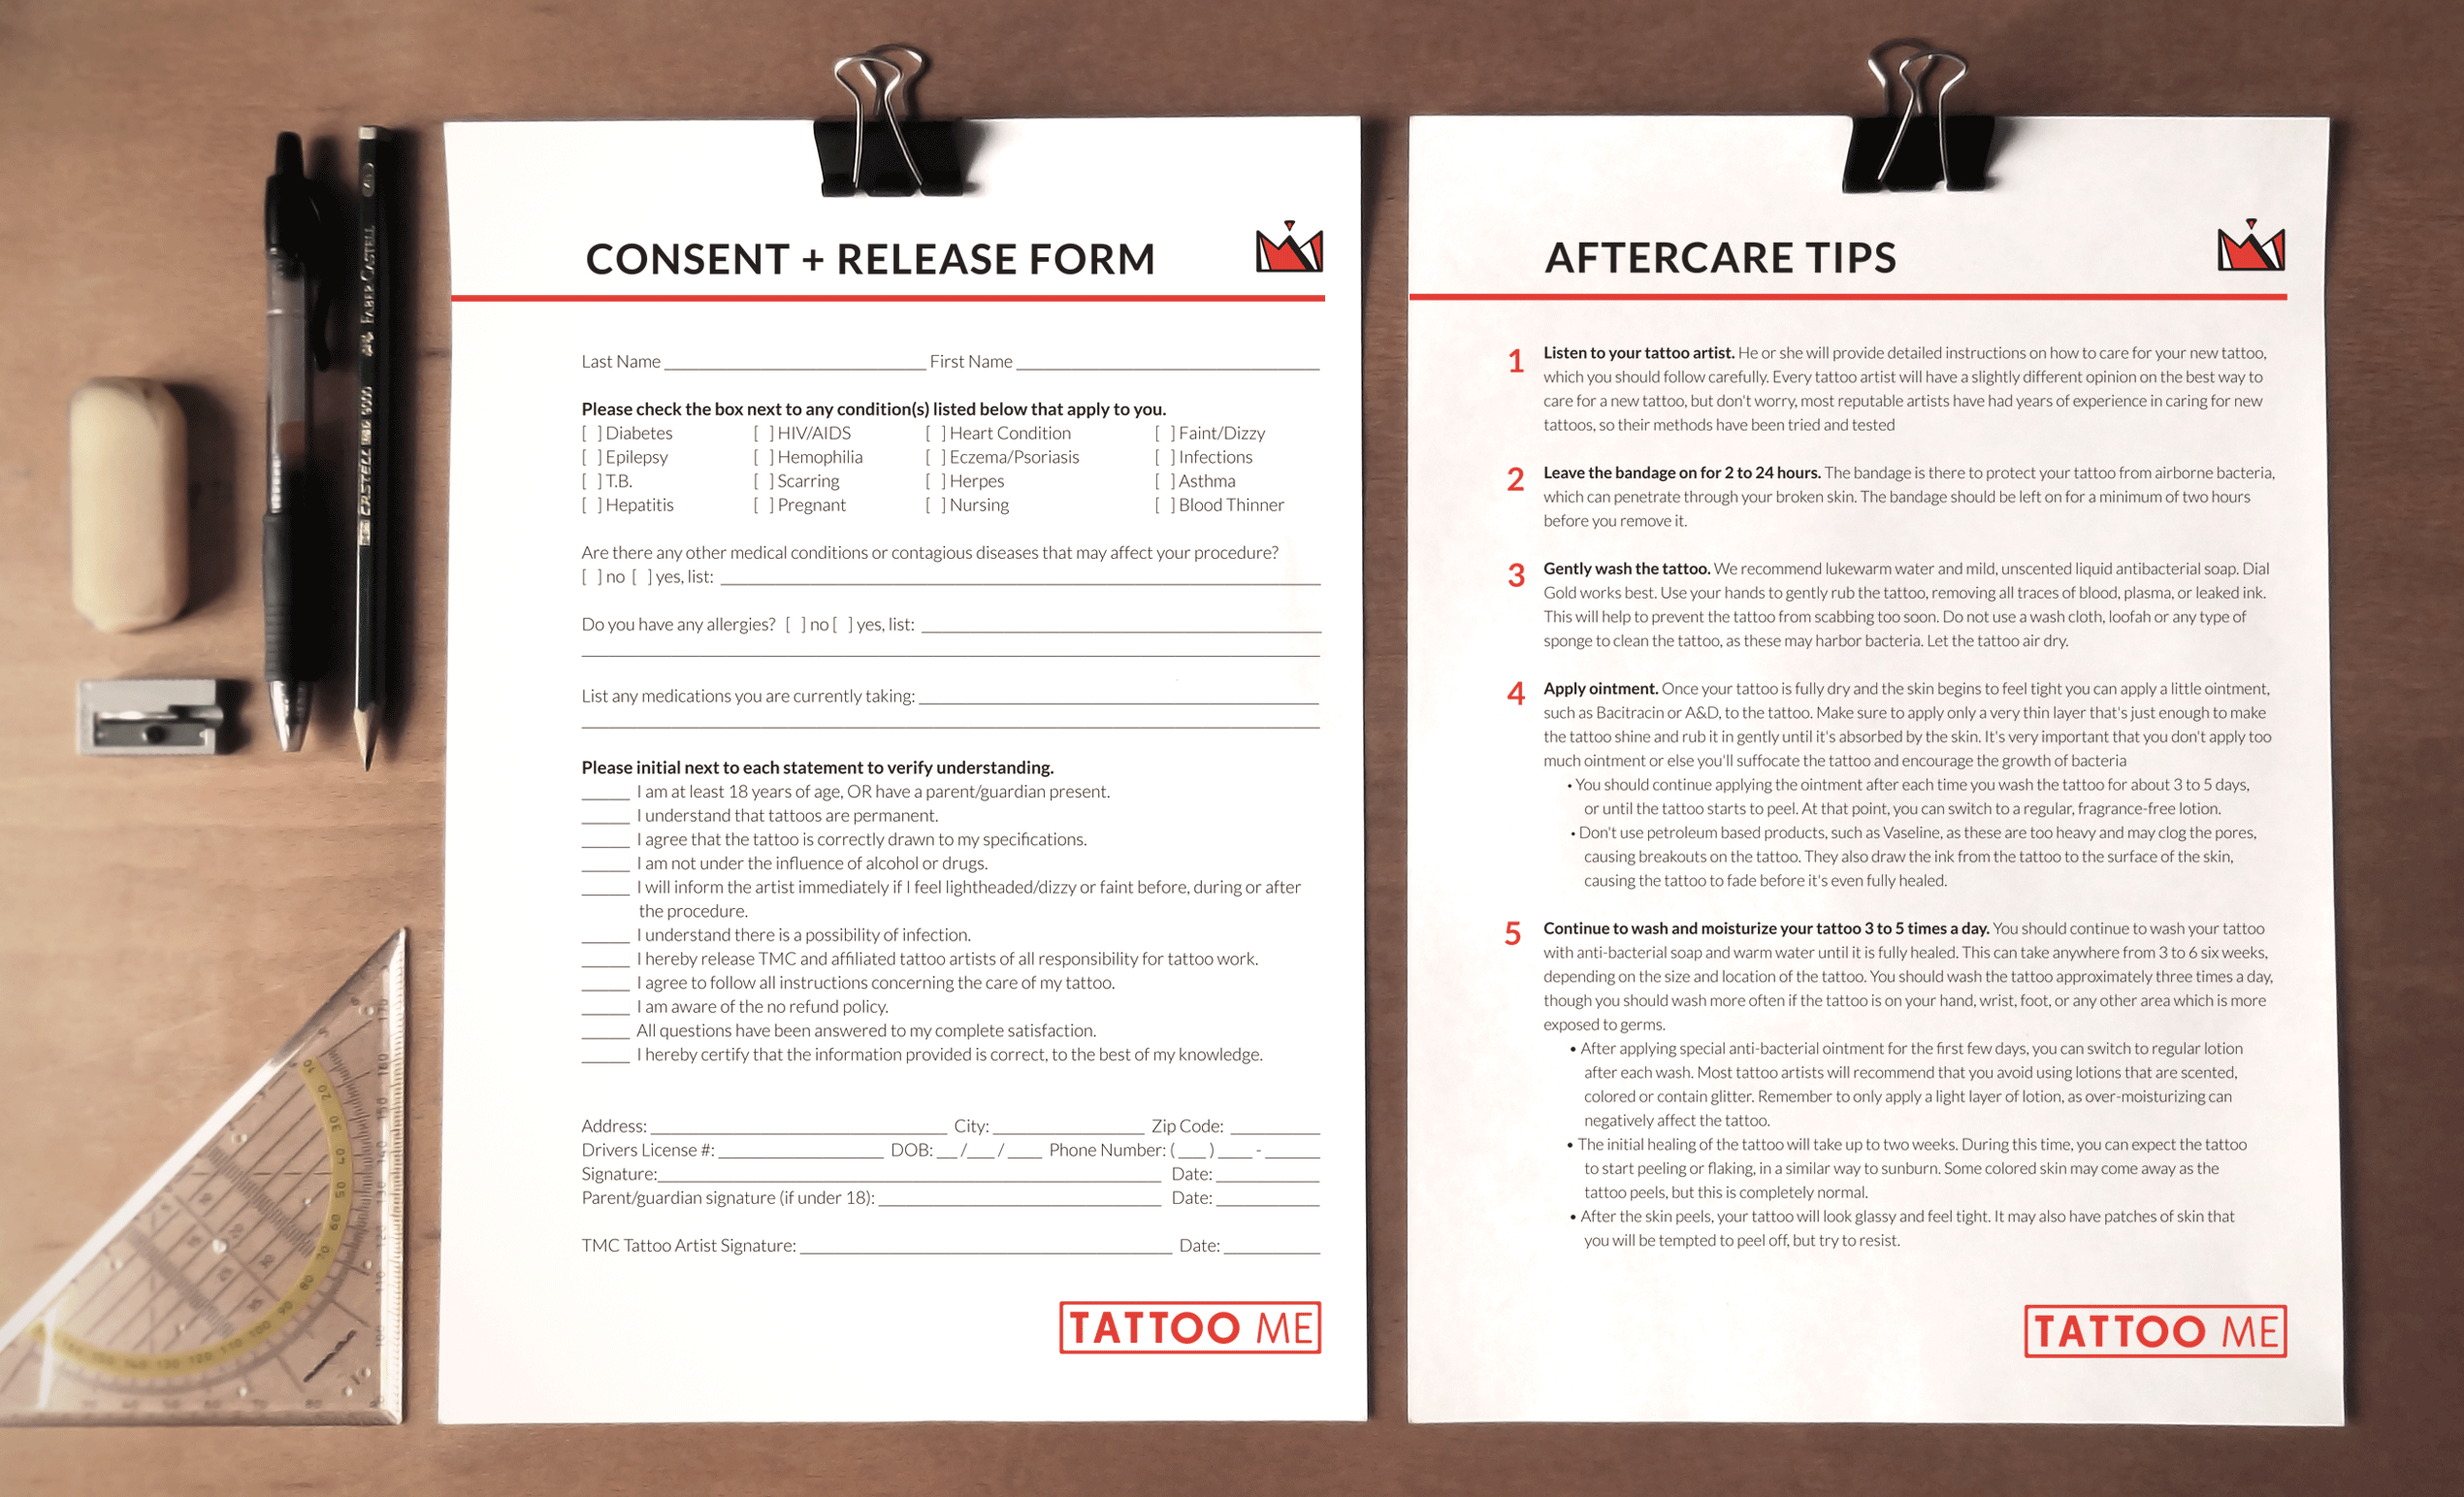 CONSENT + RELEASE FORM
Last Name ______ First Name ______
Please check the box next to any condition(s) listed below that apply to you.
[ ] Diabetes [ ] HIV/AIDS [ ] Heart Condition [ ] Faint/Dizzy
[ ] Epilepsy [ ] Hemophilia [ ] Eczema/Psoriasis [ ] Infections
[ ] T.B. [ ] Scarring [ ] Herpes [ ] Asthma
[ ] Hepatitis [ ] Pregnant [ ] Nursing [ ] Blood Thinner
Are there any other medical conditions or contagious diseases that may affect your procedure?
[ ] no [ ] yes, list: ______
Do you have any allergies? [ ] no [ ] yes, list: ______
List any medications you are currently taking: ______
Please initial next to each statement to verify understanding.
_____ I am at least 18 years of age, OR have a parent/guardian present.
_____ I understand that tattoos are permanent.
_____ I agree that the tattoo is correctly drawn to my specifications.
_____ I am not under the influence of alcohol or drugs.
_____ I will inform the artist immediately if I feel lightheaded/dizzy or faint before, during or after
the procedure.
_____ I understand there is a possibility of infection.
_____ I hereby release TMC and affiliated tattoo artists of all responsibility for tattoo work.
_____ I agree to follow all instructions concerning the care of my tattoo.
_____ I am aware of the no refund policy.
_____ All questions have been answered to my complete satisfaction.
_____ I hereby certify that the information provided is correct, to the best of my knowledge.
Address: ______ City: ______ Zip Code: ______
Drivers License #: ______ DOB: __ /___ / ____ Phone Number: ( ___ ) ____ - ______
Signature: ______ Date: ______
Parent/guardian signature (if under 18): ______ Date: ______
TMC Tattoo Artist Signature: ______ Date: ______
TATTOO ME
AFTERCARE TIPS
1 Listen to your tattoo artist. He or she will provide detailed instructions on how to care for your new tattoo,
which you should follow carefully. Every tattoo artist will have a slightly different opinion on the best way to
care for a new tattoo, but don't worry, most reputable artists have had years of experience in caring for new
tattoos, so their methods have been tried and tested
2 Leave the bandage on for 2 to 24 hours. The bandage is there to protect your tattoo from airborne bacteria,
which can penetrate through your broken skin. The bandage should be left on for a minimum of two hours
before you remove it.
3 Gently wash the tattoo. We recommend lukewarm water and mild, unscented liquid antibacterial soap. Dial
Gold works best. Use your hands to gently rub the tattoo, removing all traces of blood, plasma, or leaked ink.
This will help to prevent the tattoo from scabbing too soon. Do not use a wash cloth, loofah or any type of
sponge to clean the tattoo, as these may harbor bacteria. Let the tattoo air dry.
4 Apply ointment. Once your tattoo is fully dry and the skin begins to feel tight you can apply a little ointment,
such as Bacitracin or A&D, to the tattoo. Make sure to apply only a very thin layer that's just enough to make
the tattoo shine and rub it in gently until it's absorbed by the skin. It's very important that you don't apply too
much ointment or else you'll suffocate the tattoo and encourage the growth of bacteria
• You should continue applying the ointment after each time you wash the tattoo for about 3 to 5 days,
or until the tattoo starts to peel. At that point, you can switch to a regular, fragrance-free lotion.
• Don't use petroleum based products, such as Vaseline, as these are too heavy and may clog the pores,
causing breakouts on the tattoo. They also draw the ink from the tattoo to the surface of the skin,
causing the tattoo to fade before it's even fully healed.
5 Continue to wash and moisturize your tattoo 3 to 5 times a day. You should continue to wash your tattoo
with anti-bacterial soap and warm water until it is fully healed. This can take anywhere from 3 to 6 six weeks,
depending on the size and location of the tattoo. You should wash the tattoo approximately three times a day,
though you should wash more often if the tattoo is on your hand, wrist, foot, or any other area which is more
exposed to germs.
• After applying special anti-bacterial ointment for the first few days, you can switch to regular lotion
after each wash. Most tattoo artists will recommend that you avoid using lotions that are scented,
colored or contain glitter. Remember to only apply a light layer of lotion, as over-moisturizing can
negatively affect the tattoo.
• The initial healing of the tattoo will take up to two weeks. During this time, you can expect the tattoo
to start peeling or flaking, in a similar way to sunburn. Some colored skin may come away as the
tattoo peels, but this is completely normal.
• After the skin peels, your tattoo will look glassy and feel tight. It may also have patches of skin that
you will be tempted to peel off, but try to resist.
TATTOO ME
FABER-CASTELL
CASTELL 9000